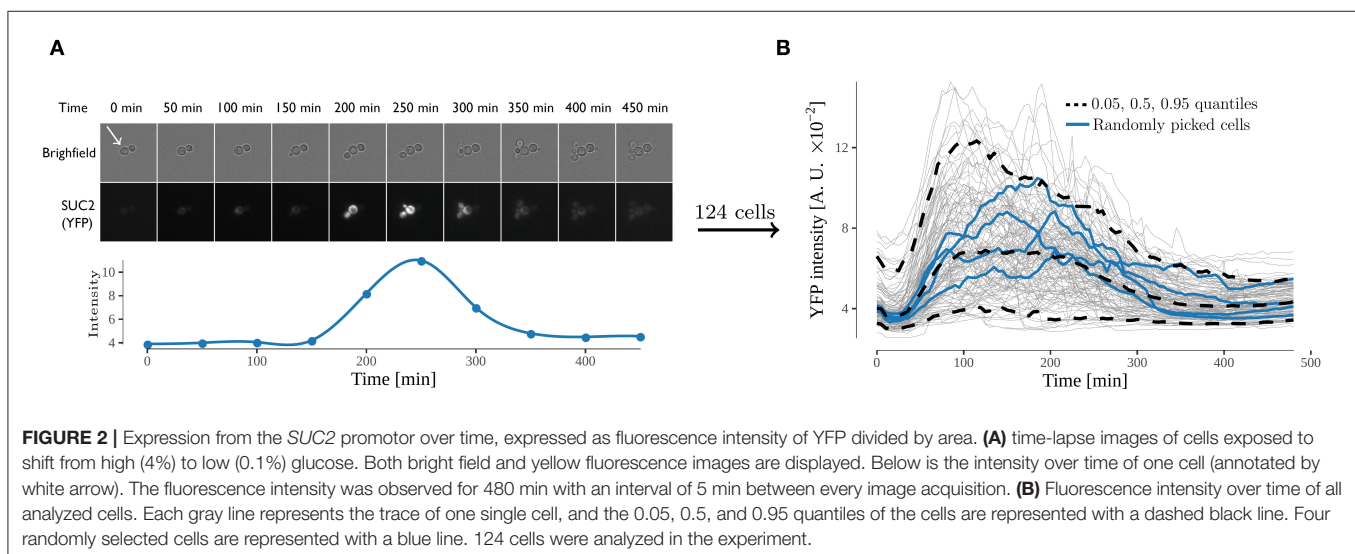 A
Time 0 min 50 min 100 min 150 min 200 min 250 min 300 min 350 min 400 min 450 min
Brighfield
SUC2
(YFP)
Intensity
10
8
6
4
0 200 400
Time [min]
124 cells
B
YFP intensity [A. U. ×10⁻²]
12
8
4
0.05, 0.5, 0.95 quantiles
Randomly picked cells
0 100 200 300 400 500
Time [min]
FIGURE 2 | Expression from the SUC2 promotor over time, expressed as fluorescence intensity of YFP divided by area. (A) time-lapse images of cells exposed to
shift from high (4%) to low (0.1%) glucose. Both bright field and yellow fluorescence images are displayed. Below is the intensity over time of one cell (annotated by
white arrow). The fluorescence intensity was observed for 480 min with an interval of 5 min between every image acquisition. (B) Fluorescence intensity over time of all
analyzed cells. Each gray line represents the trace of one single cell, and the 0.05, 0.5, and 0.95 quantiles of the cells are represented with a dashed black line. Four
randomly selected cells are represented with a blue line. 124 cells were analyzed in the experiment.